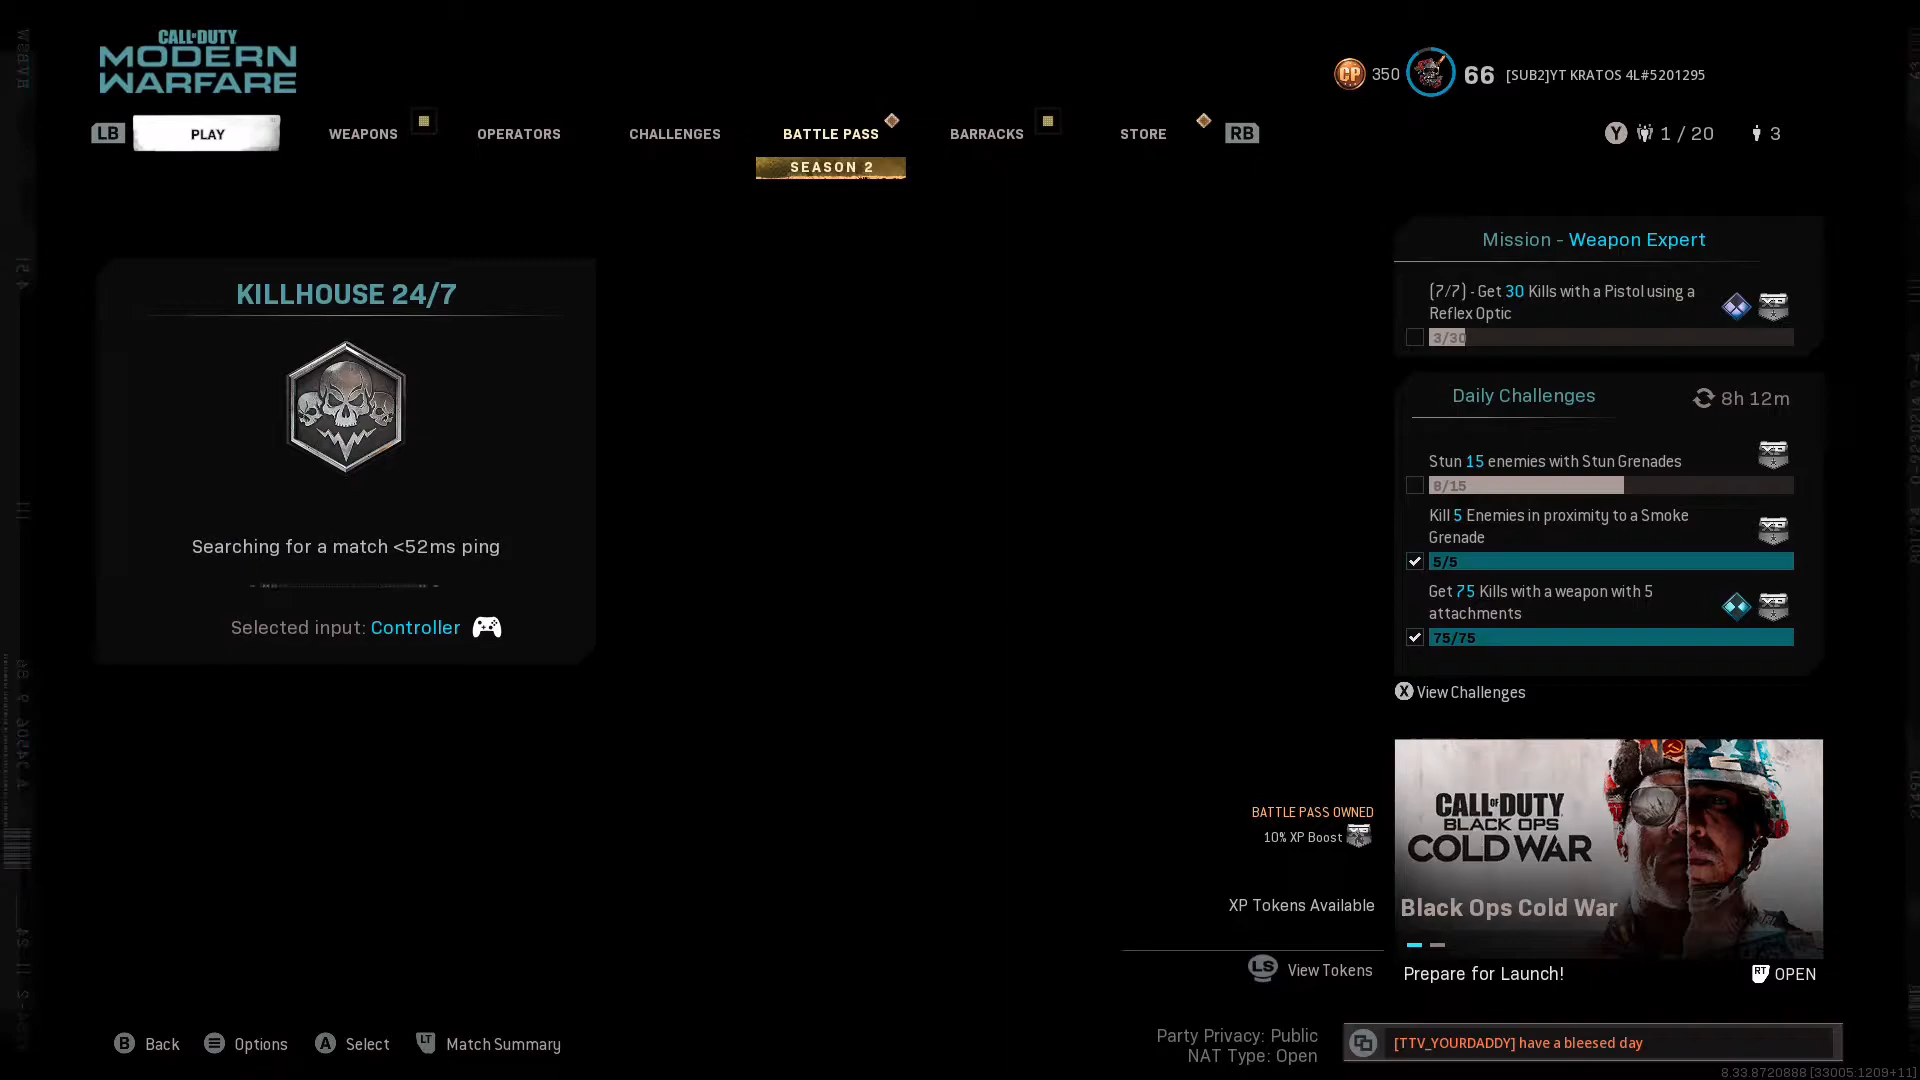 CALL OF DUTY
MODERN
WARFARE
CP 350 66 [SUB2]YT KRATOS 4L#5201295
LB PLAY WEAPONS OPERATORS CHALLENGES BATTLE PASS BARRACKS STORE RB Y 1 / 20 3
SEASON 2
KILLHOUSE 24/7
Searching for a match <52ms ping
Selected input: Controller
Mission - Weapon Expert
(7/7) - Get 30 Kills with a Pistol using a
Reflex Optic
3/30
Daily Challenges 8h 12m
Stun 15 enemies with Stun Grenades
8/15
Kill 5 Enemies in proximity to a Smoke
Grenade
5/5
Get 75 Kills with a weapon with 5
attachments
75/75
X View Challenges
BATTLE PASS OWNED
10% XP Boost
XP Tokens Available
LS View Tokens
CALL OF DUTY
BLACK OPS
COLD WAR
Black Ops Cold War
Prepare for Launch! RT OPEN
B Back Options A Select LT Match Summary
Party Privacy: Public
NAT Type: Open
[TTV_YOURDADDY] have a bleesed day
8.33.8720888 [33005:1209+11]